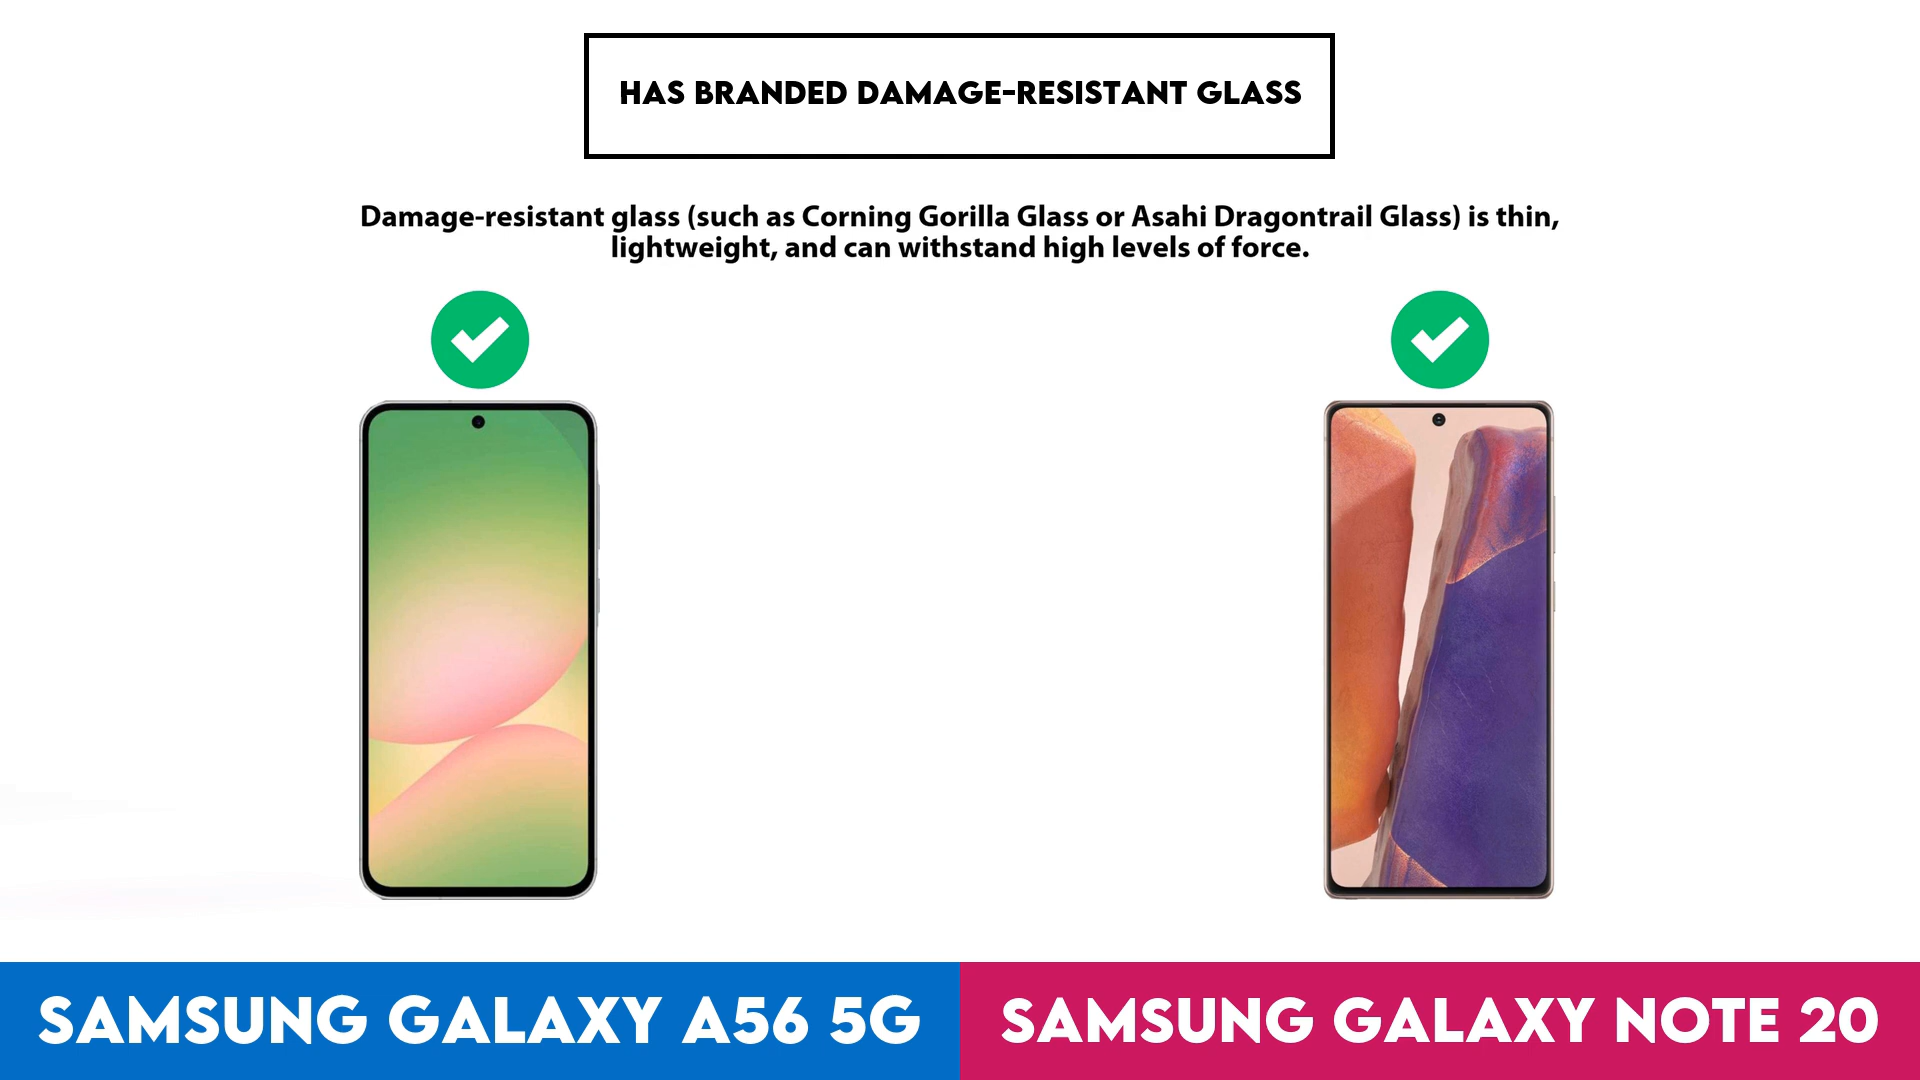 HAS BRANDED DAMAGE-RESISTANT GLASS
Damage-resistant glass (such as Corning Gorilla Glass or Asahi Dragontrail Glass) is thin,
lightweight, and can withstand high levels of force.
SAMSUNG GALAXY A56 5G
SAMSUNG GALAXY NOTE 20